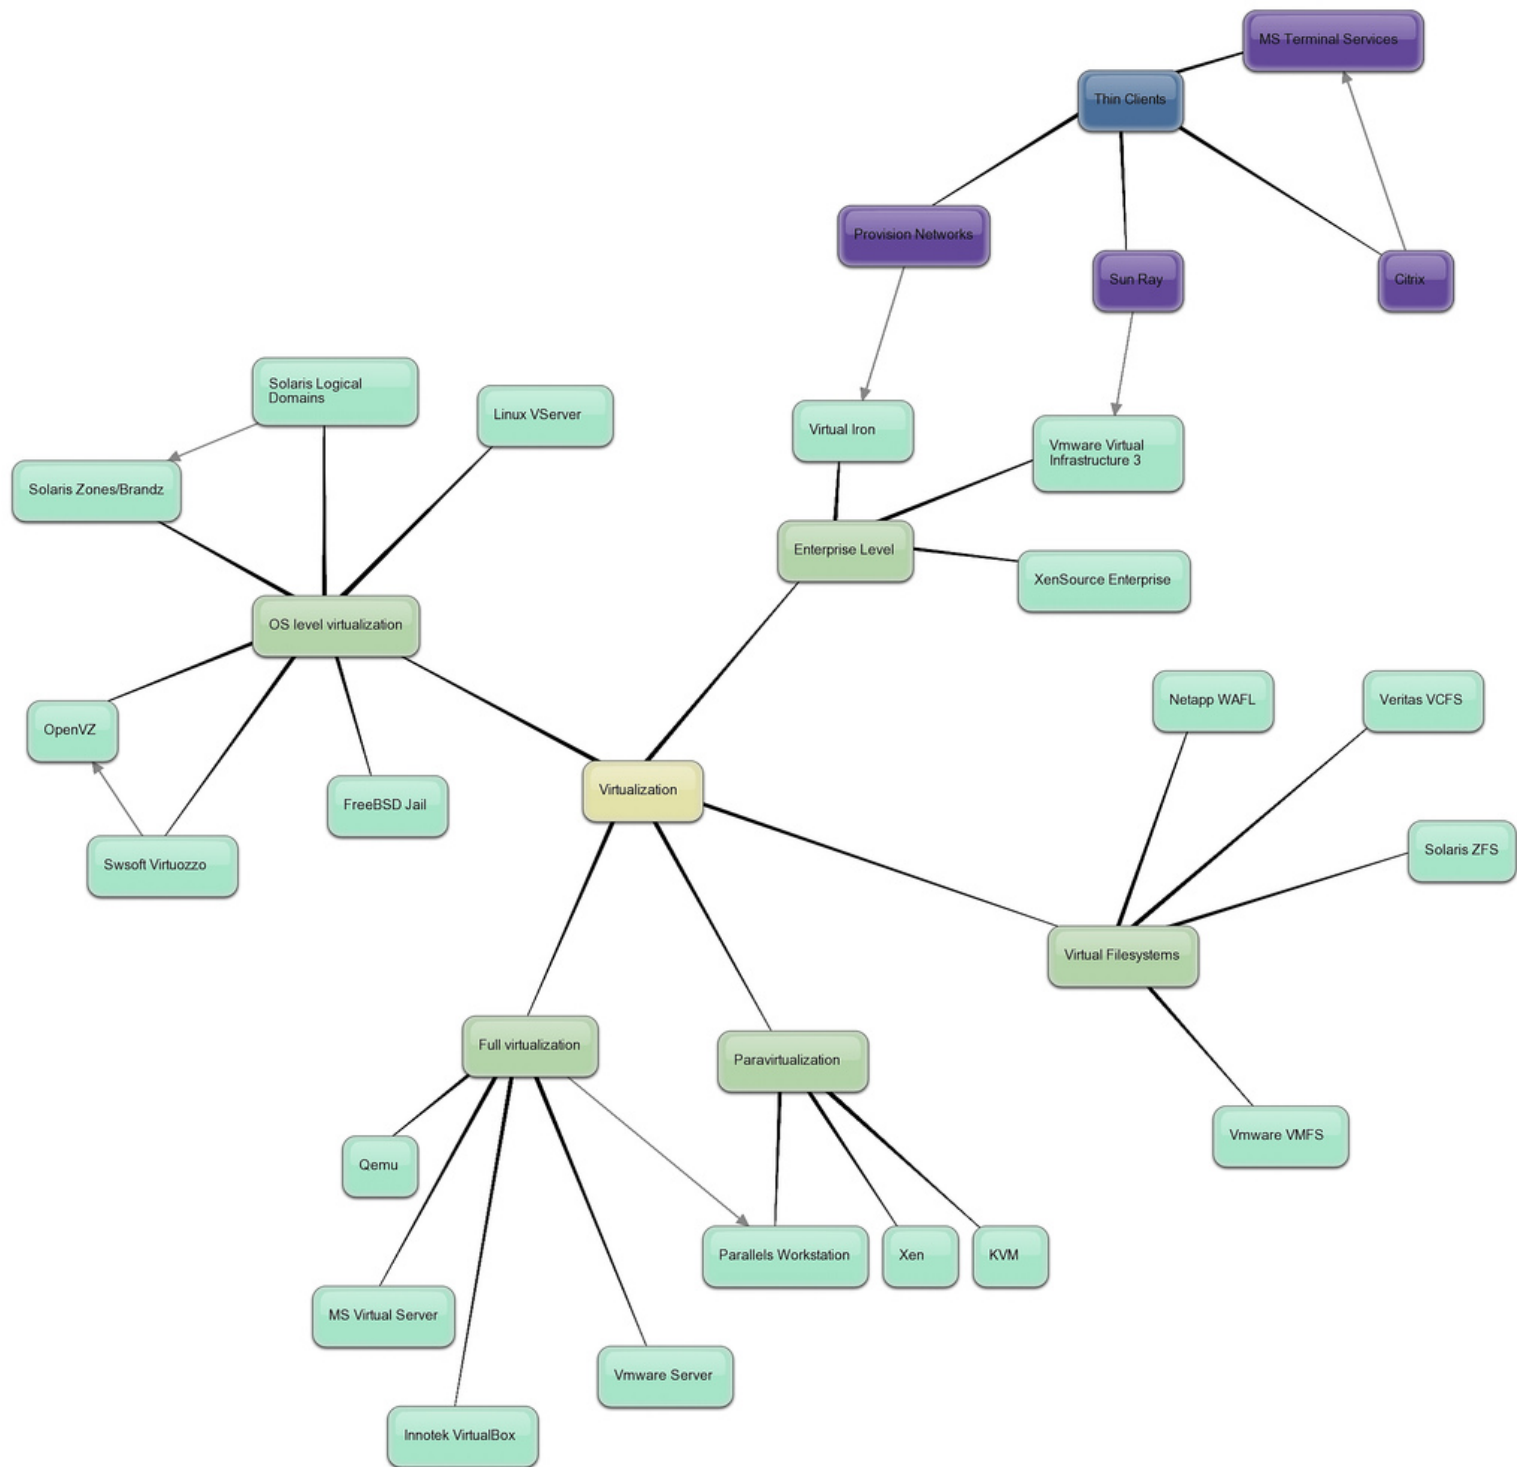 MS Terminal Services
Thin Clients
Provision Networks
Sun Ray
Citrix
Solaris Logical
Domains
Linux VServer
Virtual Iron
Vmware Virtual
Infrastructure 3
Solaris Zones/Brandz
Enterprise Level
XenSource Enterprise
OS level virtualization
Netapp WAFL
Veritas VCFS
OpenVZ
Virtualization
FreeBSD Jail
Swsoft Virtuozzo
Solaris ZFS
Virtual Filesystems
Full virtualization
Paravirtualization
Vmware VMFS
Qemu
Parallels Workstation
Xen
KVM
MS Virtual Server
Vmware Server
Innotek VirtualBox